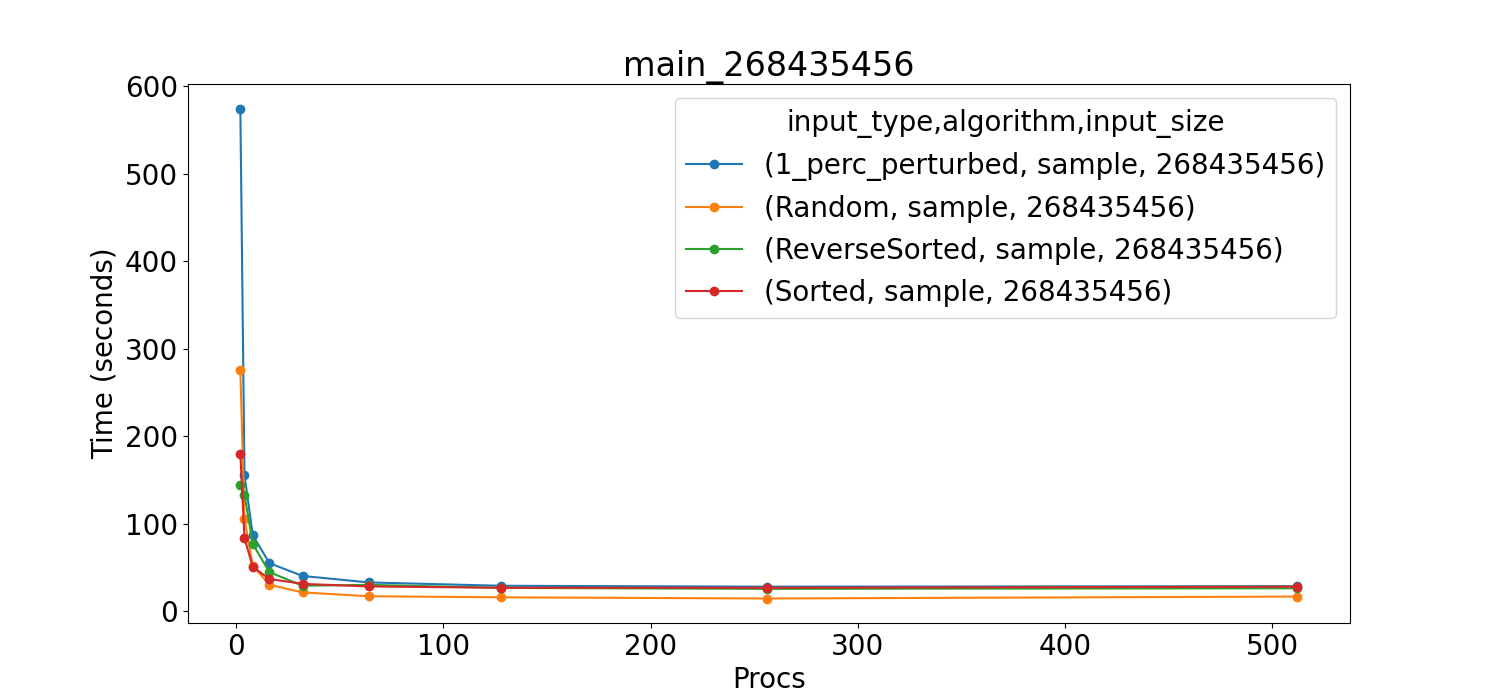 main_268435456
600
500
400
300
200
100
0
Time (seconds)
input_type,algorithm,input_size
(1_perc_perturbed, sample, 268435456)
(Random, sample, 268435456)
(ReverseSorted, sample, 268435456)
(Sorted, sample, 268435456)
0 100 200 300 400 500
Procs